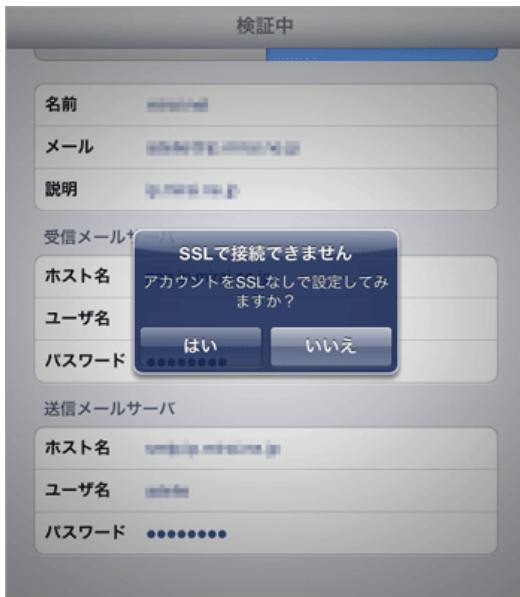 検証中
名前
メール
説明
受信メールサーバ
SSLで接続できません
アカウントをSSLなしで設定してみ
ますか？
はい
いいえ
ホスト名
ユーザ名
パスワード ●●●●●●●●
送信メールサーバ
ホスト名
ユーザ名
パスワード ●●●●●●●●